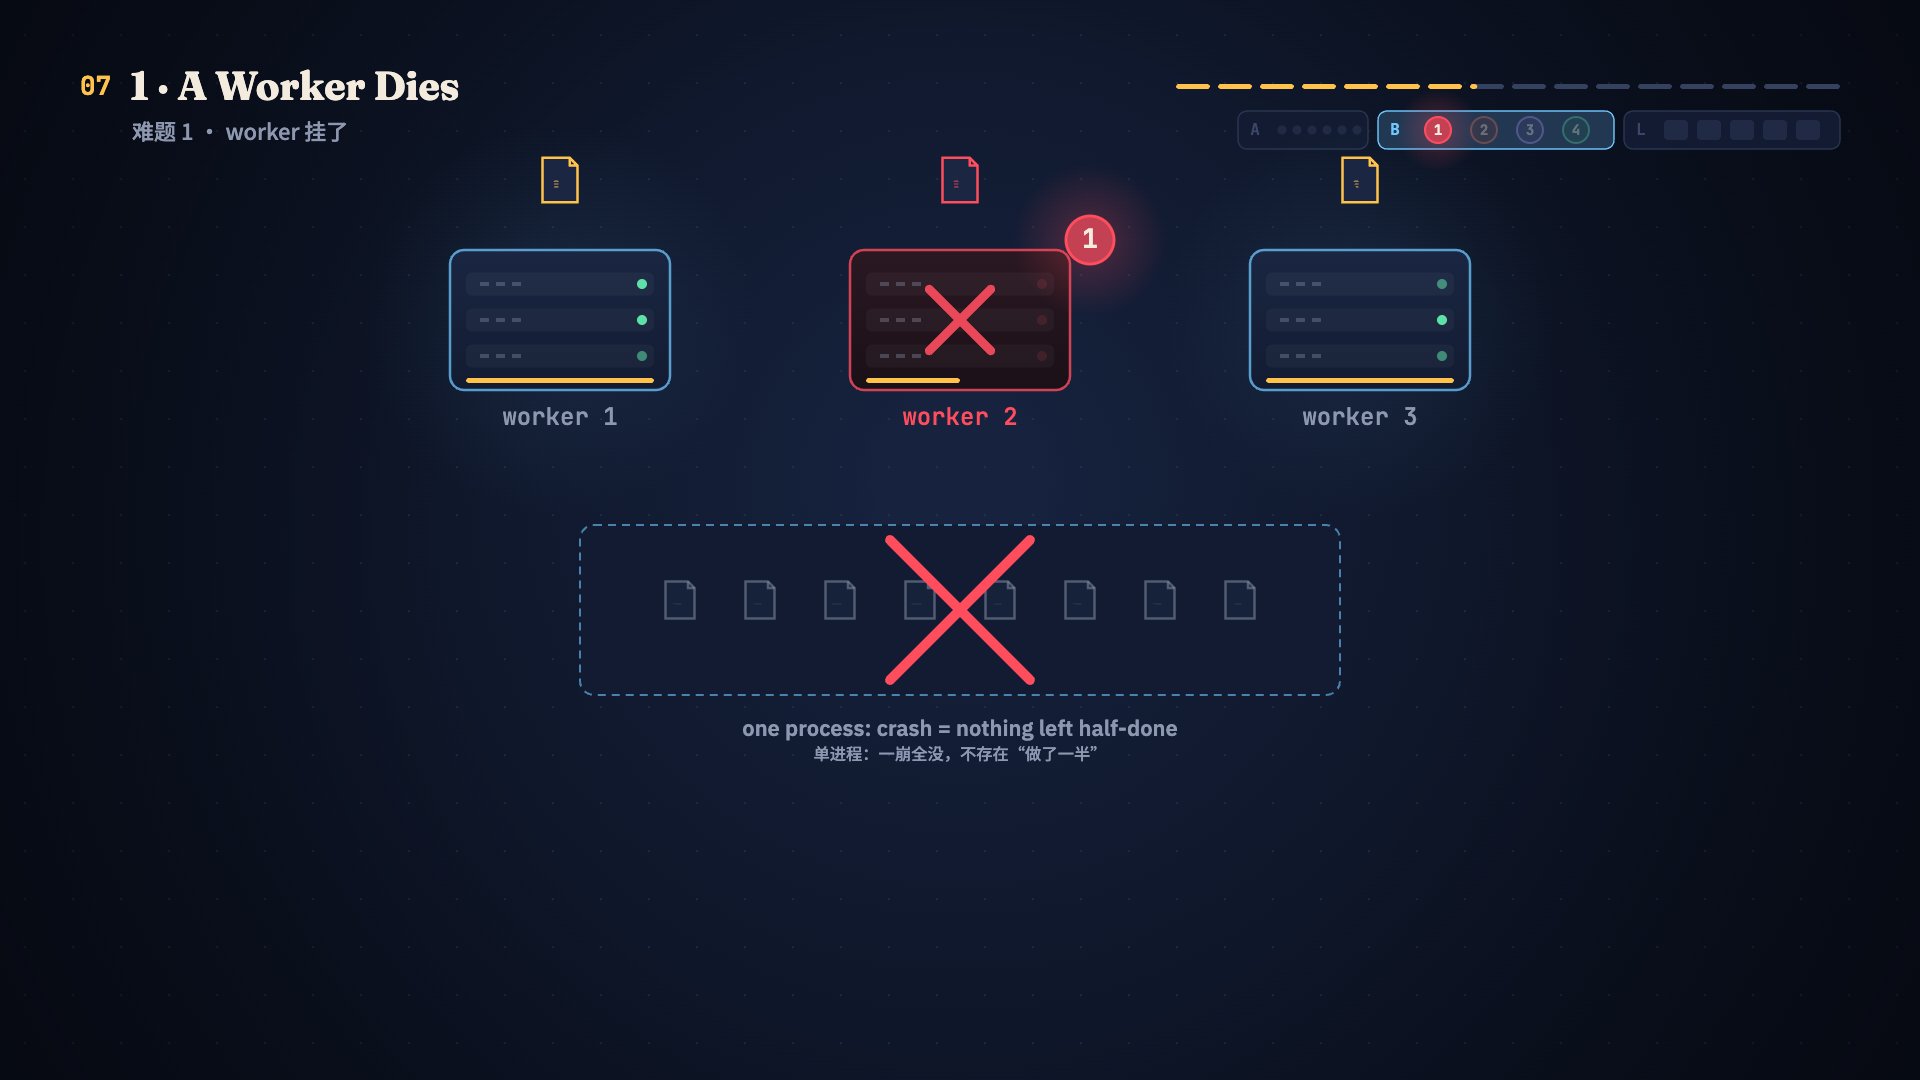 07 1 · A Worker Dies
难题 1 · worker 挂了
A
B 1 2 3 4
L
1
worker 1
worker 2
worker 3
one process: crash = nothing left half-done
单进程：一崩全没，不存在“做了一半”